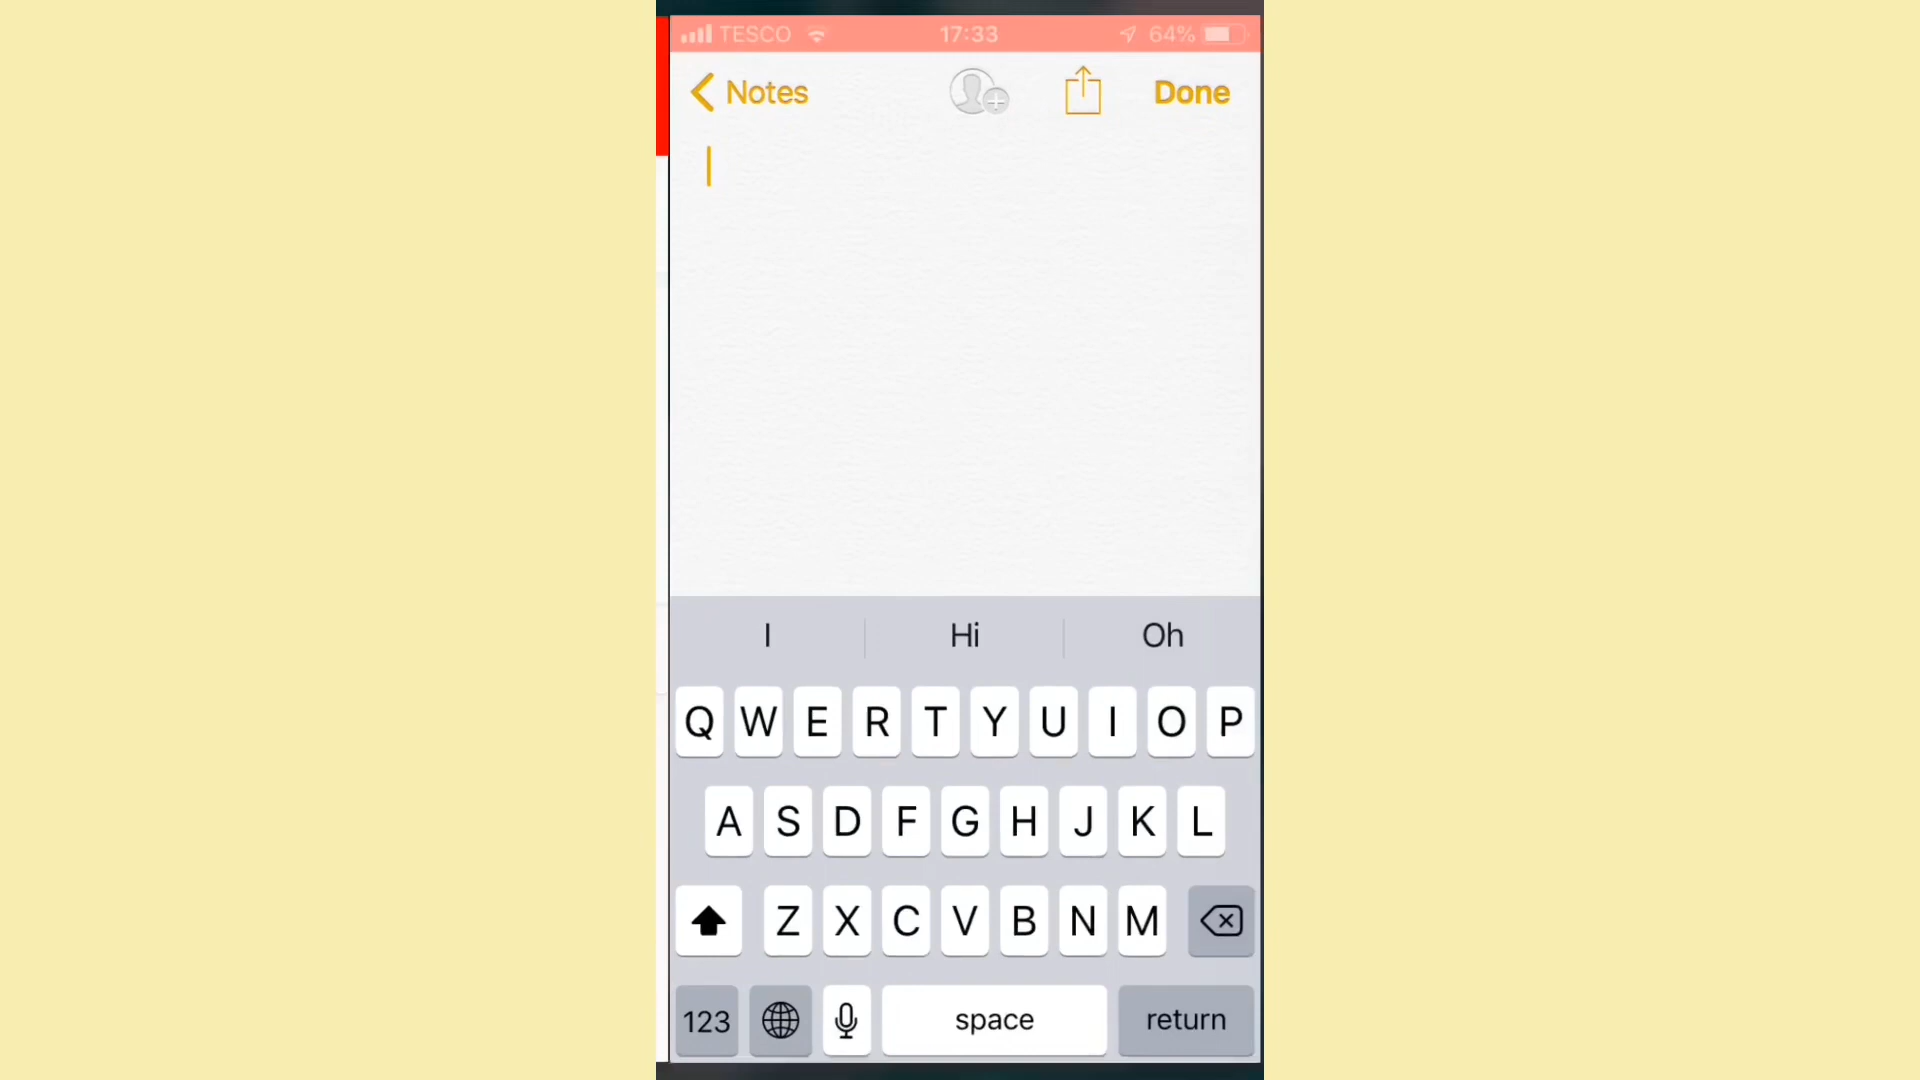 TESCO 17:33 64%
Notes Done
I Hi Oh
Q W E R T Y U I O P
A S D F G H J K L
Z X C V B N M
123 space return